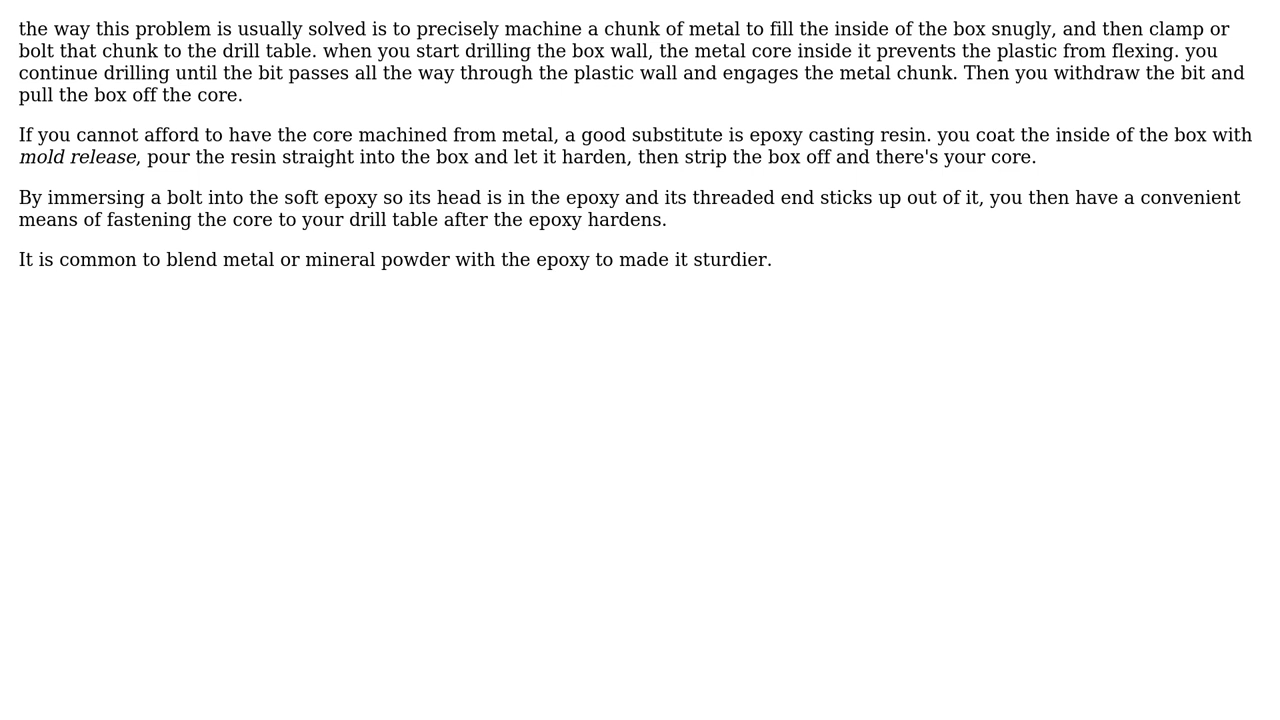 the way this problem is usually solved is to precisely machine a chunk of metal to fill the inside of the box snugly, and then clamp or
bolt that chunk to the drill table. when you start drilling the box wall, the metal core inside it prevents the plastic from flexing. you
continue drilling until the bit passes all the way through the plastic wall and engages the metal chunk. Then you withdraw the bit and
pull the box off the core.
If you cannot afford to have the core machined from metal, a good substitute is epoxy casting resin. you coat the inside of the box with
mold release, pour the resin straight into the box and let it harden, then strip the box off and there's your core.
By immersing a bolt into the soft epoxy so its head is in the epoxy and its threaded end sticks up out of it, you then have a convenient
means of fastening the core to your drill table after the epoxy hardens.
It is common to blend metal or mineral powder with the epoxy to made it sturdier.